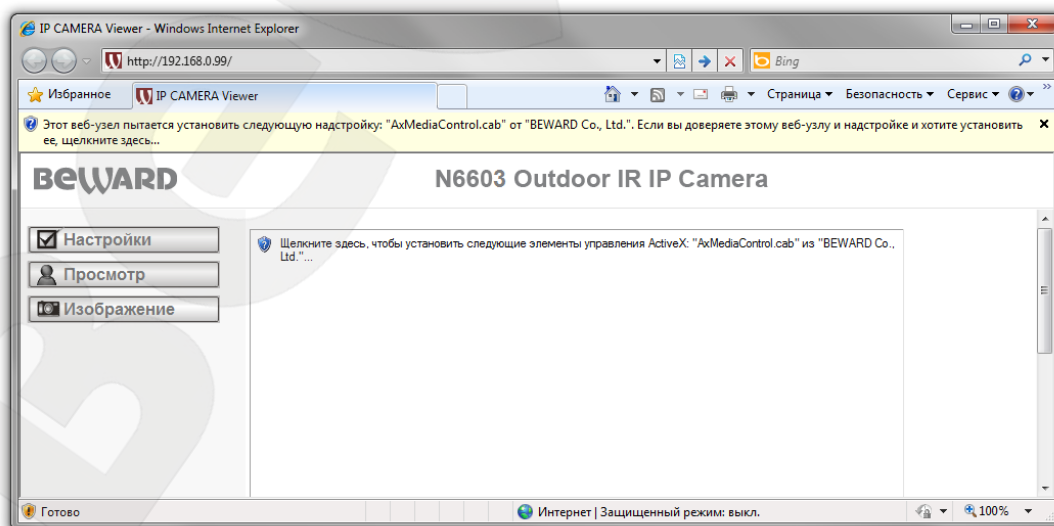 IP CAMERA Viewer - Windows Internet Explorer
http://192.168.0.99/
Bing
Избранное
IP CAMERA Viewer
Страница
Безопасность
Сервис
Этот веб-узел пытается установить следующую надстройку: "AxMediaControl.cab" от "BEWARD Co., Ltd.". Если вы доверяете этому веб-узлу и надстройке и хотите установить
ее, щелкните здесь...
BEWARD
N6603 Outdoor IR IP Camera
Настройки
Просмотр
Изображение
Щелкните здесь, чтобы установить следующие элементы управления ActiveX: "AxMediaControl.cab" из "BEWARD Co.,
Ltd."...
Готово
Интернет | Защищенный режим: выкл.
100%